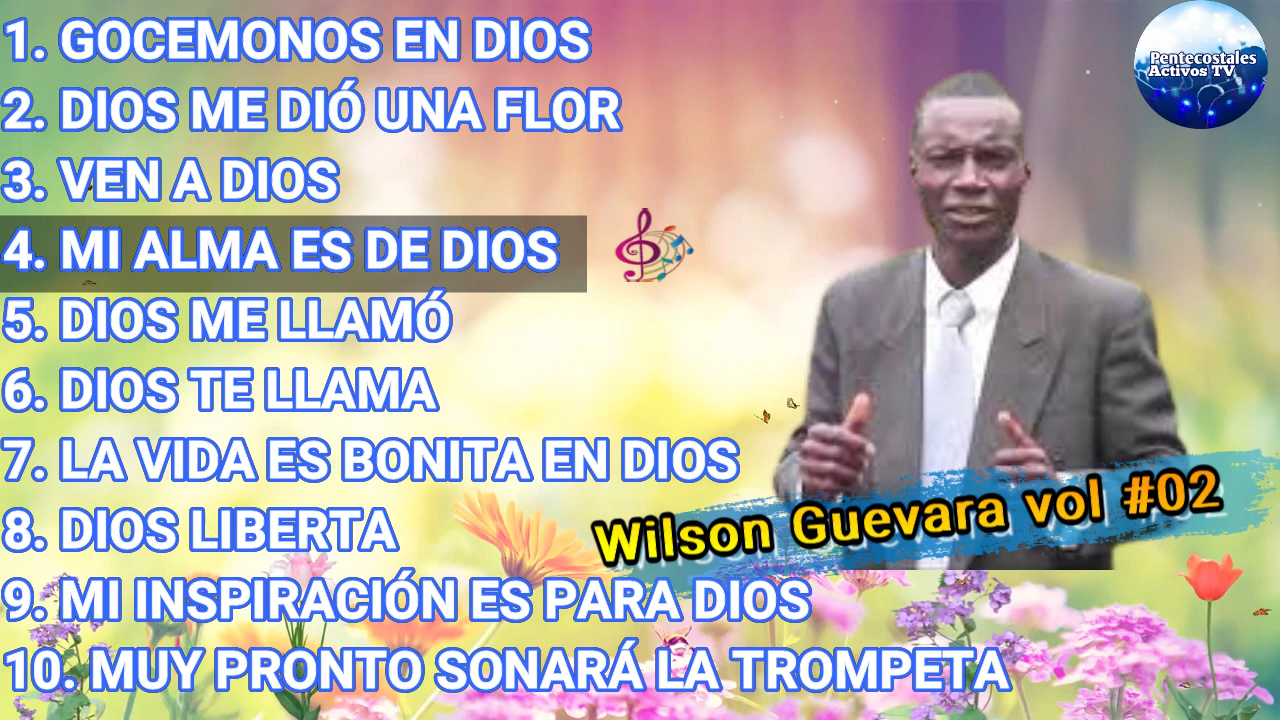 1. GOCEMONOS EN DIOS
2. DIOS ME DIÓ UNA FLOR
3. VEN A DIOS
4. MI ALMA ES DE DIOS
5. DIOS ME LLAMÓ
6. DIOS TE LLAMA
7. LA VIDA ES BONITA EN DIOS
8. DIOS LIBERTA
9. MI INSPIRACIÓN ES PARA DIOS
10. MUY PRONTO SONARÁ LA TROMPETA
Pentecostales
Activos TV
Wilson Guevara vol #02